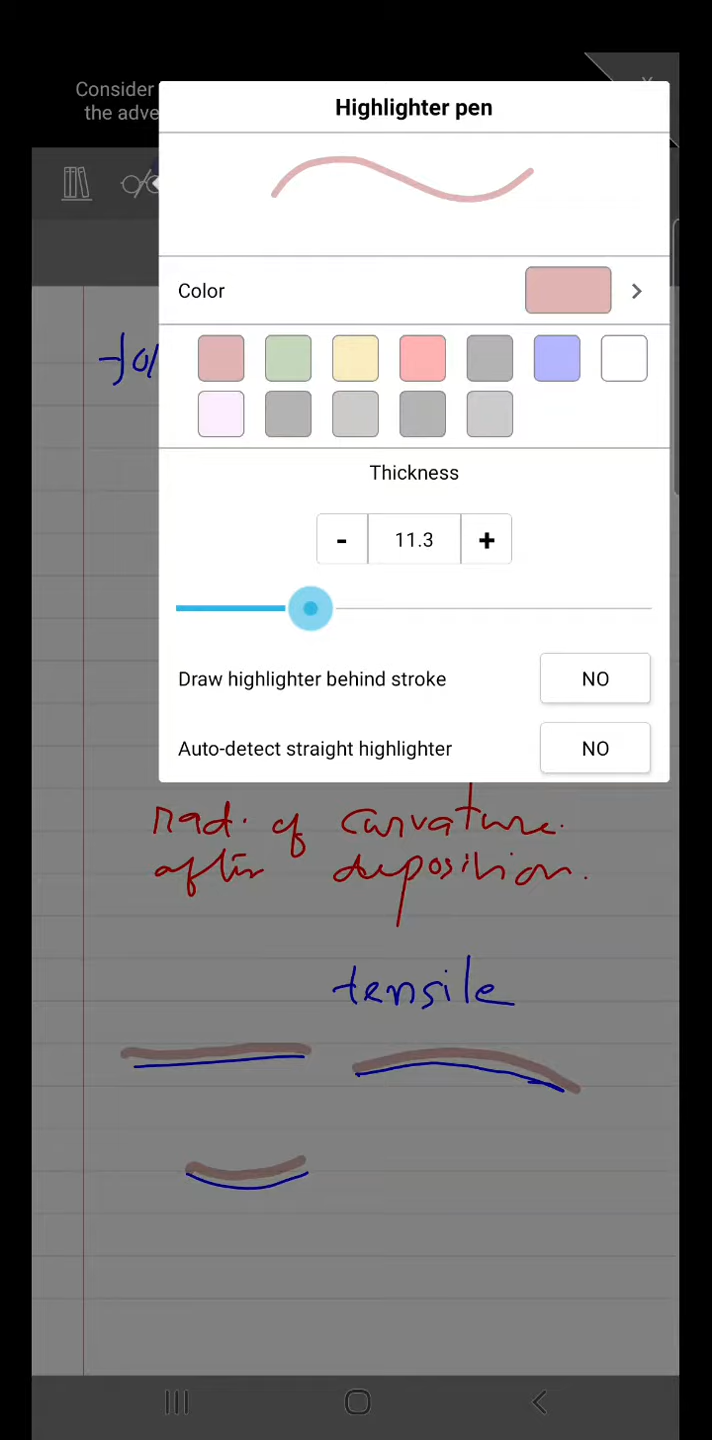 Consider
the adve
Highlighter pen
Color
Thickness
- 11.3 +
Draw highlighter behind stroke NO
Auto-detect straight highlighter NO
rad. of curvature.
after deposition.
tensile